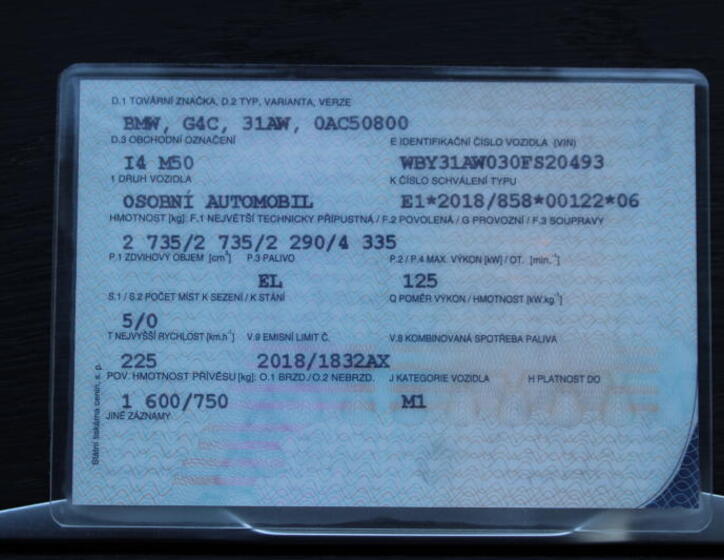 D.1 TOVÁRNÍ ZNAČKA, D.2 TYP, VARIANTA, VERZE
BMW, G4C, 31AW, 0AC50800
D.3 OBCHODNÍ OZNAČENÍ E IDENTIFIKAČNÍ ČÍSLO VOZIDLA (VIN)
I4 M50 WBY31AW030FS20493
1 DRUH VOZIDLA K ČÍSLO SCHVÁLENÍ TYPU
OSOBNÍ AUTOMOBIL E1*2018/858*00122*06
HMOTNOST [kg]: F.1 NEJVĚTŠÍ TECHNICKY PŘÍPUSTNÁ / F.2 POVOLENÁ / G PROVOZNÍ / F.3 SOUPRAVY
2 735/2 735/2 290/4 335
P.1 ZDVIHOVÝ OBJEM [cm³] P.3 PALIVO P.2 / P.4 MAX. VÝKON [kW] / OT. [min.⁻¹]
EL 125
S.1 / S.2 POČET MÍST K SEZENÍ / K STÁNÍ Q POMĚR VÝKON / HMOTNOST [kW.kg⁻¹]
5/0
T NEJVYŠŠÍ RYCHLOST [km.h⁻¹] V.9 EMISNÍ LIMIT Č. V.8 KOMBINOVANÁ SPOTŘEBA PALIVA
225 2018/1832AX
POV. HMOTNOST PŘÍVĚSU [kg]: O.1 BRZD./O.2 NEBRZD. J KATEGORIE VOZIDLA H PLATNOST DO
1 600/750 M1
JINÉ ZÁZNAMY
Státní tiskárna cenin, s. p.